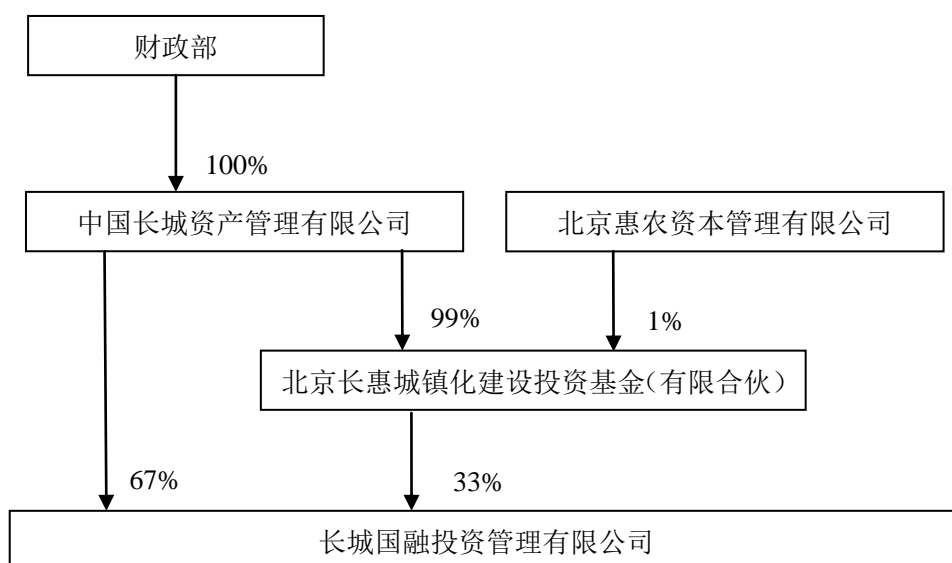 财政部
100%
中国长城资产管理有限公司
北京惠农资本管理有限公司
99%
1%
北京长惠城镇化建设投资基金（有限合伙）
67%
33%
长城国融投资管理有限公司